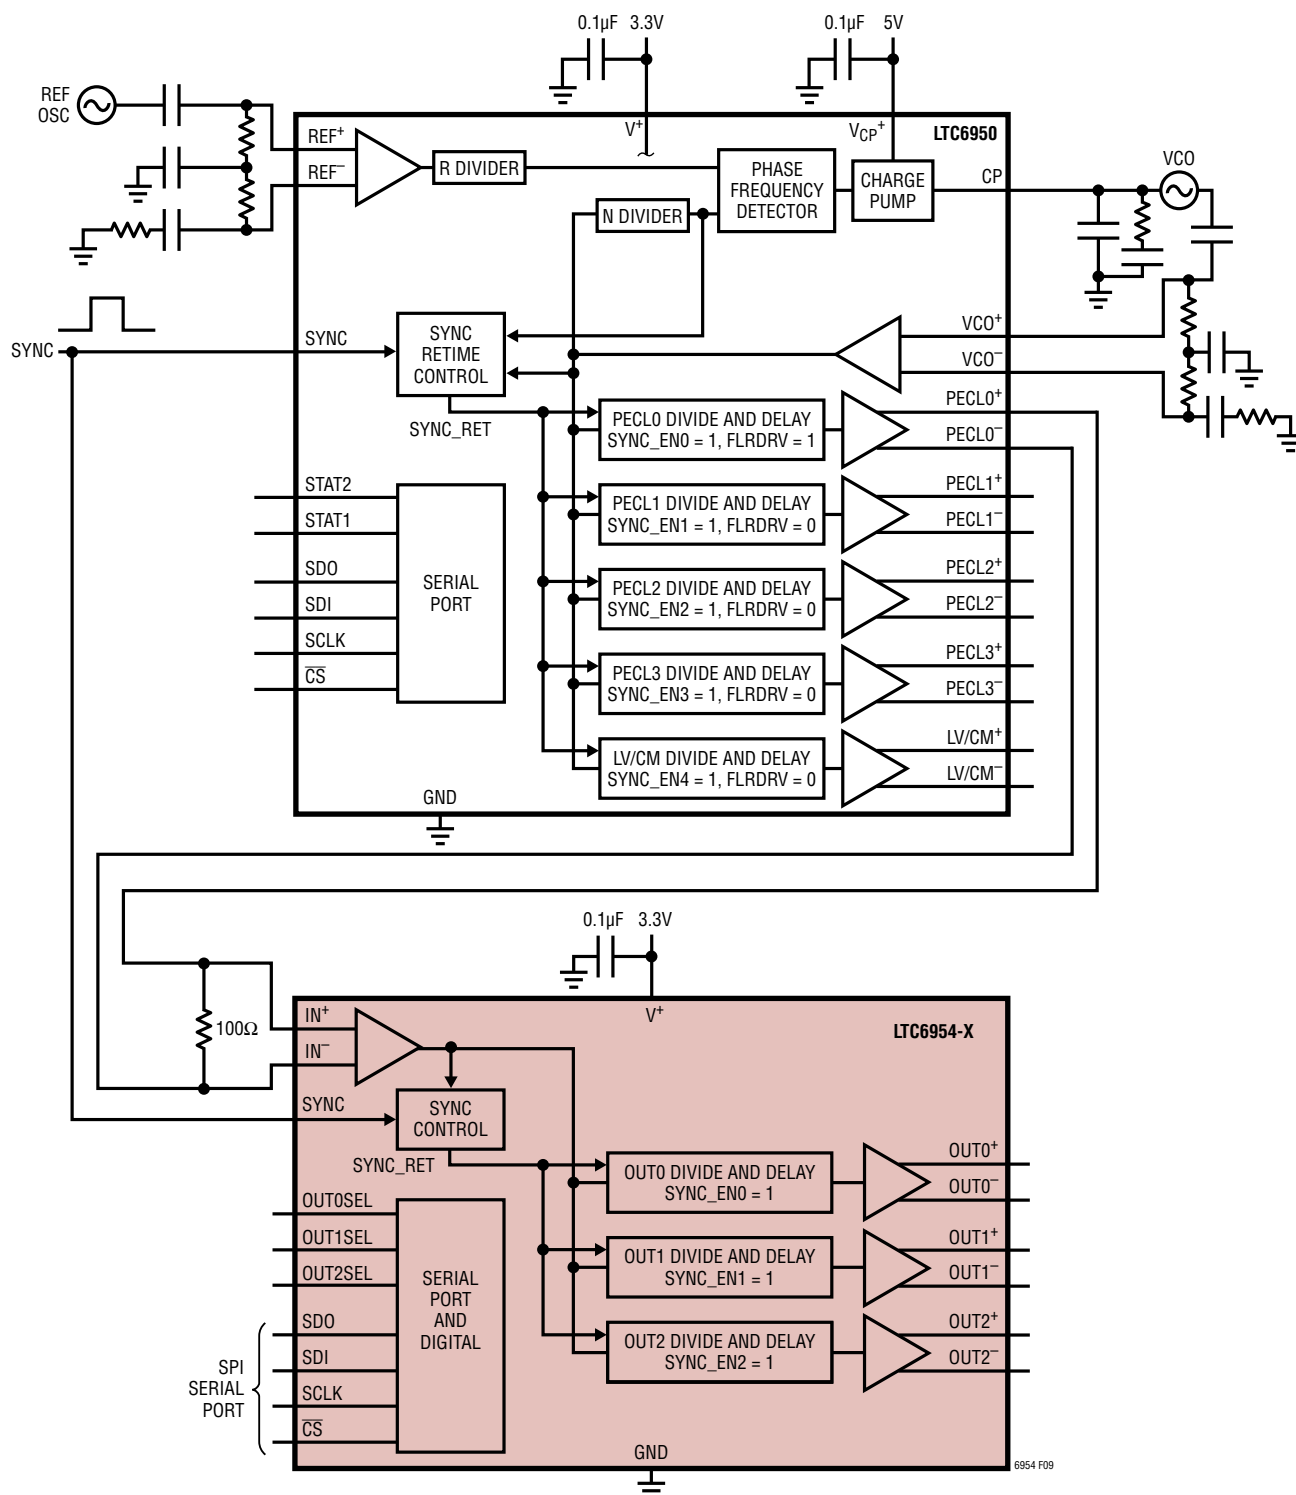 0.1µF 3.3V
0.1µF 5V
REF
OSC
V+
VCP+
LTC6950
REF+
REF–
R DIVIDER
N DIVIDER
PHASE
FREQUENCY
DETECTOR
CHARGE
PUMP
CP
VCO
SYNC
SYNC
SYNC
RETIME
CONTROL
SYNC_RET
VCO+
VCO–
PECL0 DIVIDE AND DELAY
SYNC_EN0 = 1, FLRDRV = 1
PECL0+
PECL0–
PECL1 DIVIDE AND DELAY
SYNC_EN1 = 1, FLRDRV = 0
PECL1+
PECL1–
PECL2 DIVIDE AND DELAY
SYNC_EN2 = 1, FLRDRV = 0
PECL2+
PECL2–
PECL3 DIVIDE AND DELAY
SYNC_EN3 = 1, FLRDRV = 0
PECL3+
PECL3–
LV/CM DIVIDE AND DELAY
SYNC_EN4 = 1, FLRDRV = 0
LV/CM+
LV/CM–
STAT2
STAT1
SDO
SDI
SCLK
CS
SERIAL
PORT
GND
0.1µF 3.3V
V+
LTC6954-X
100Ω
IN+
IN–
SYNC
SYNC
CONTROL
SYNC_RET
OUT0 DIVIDE AND DELAY
SYNC_EN0 = 1
OUT0+
OUT0–
OUT1 DIVIDE AND DELAY
SYNC_EN1 = 1
OUT1+
OUT1–
OUT2 DIVIDE AND DELAY
SYNC_EN2 = 1
OUT2+
OUT2–
OUT0SEL
OUT1SEL
OUT2SEL
SDO
SDI
SCLK
CS
SERIAL
PORT
AND
DIGITAL
SPI
SERIAL
PORT
GND
6954 F09